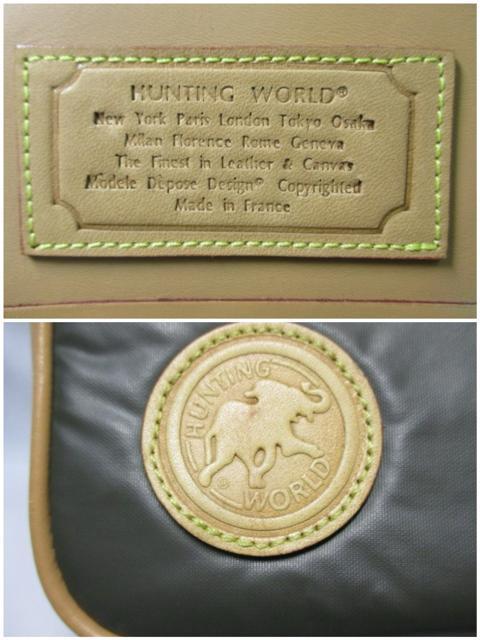 HUNTING WORLD®
New York Paris London Tokyo Osaka
Milan Florence Rome Geneva
The Finest in Leather & Canvas
Modele Depose Design® Copyrighted
Made in France
HUNTING
WORLD
®